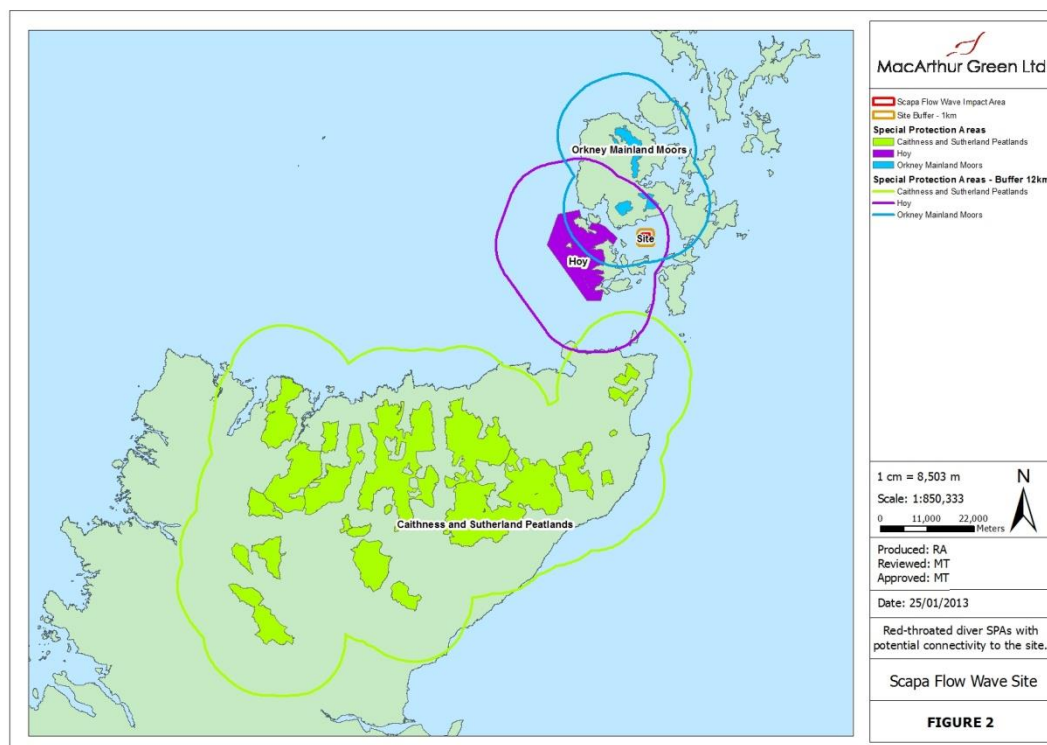 Orkney Mainland Moors
Site
Hoy
Caithness and Sutherland Peatlands
MacArthur Green Ltd
Scapa Flow Wave Impact Area
Site Buffer - 1km
Special Protection Areas
Caithness and Sutherland Peatlands
Hoy
Orkney Mainland Moors
Special Protection Areas - Buffer 12km
Caithness and Sutherland Peatlands
Hoy
Orkney Mainland Moors
1 cm = 8,503 m
Scale: 1:850,333
N
0 11,000 22,000
Meters
Produced: RA
Reviewed: MT
Approved: MT
Date: 25/01/2013
Red-throated diver SPAs with
potential connectivity to the site.
Scapa Flow Wave Site
FIGURE 2